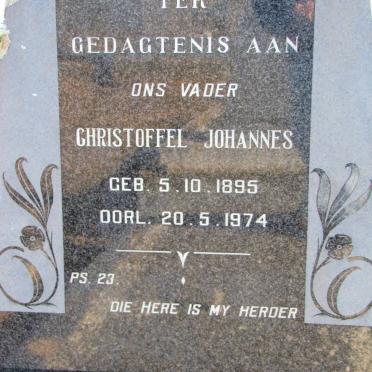 TER
GEDAGTENIS AAN
ONS VADER
CHRISTOFFEL JOHANNES
GEB. 5.10.1895
OORL. 20.5.1974
PS. 23.
DIE HERE IS MY HERDER